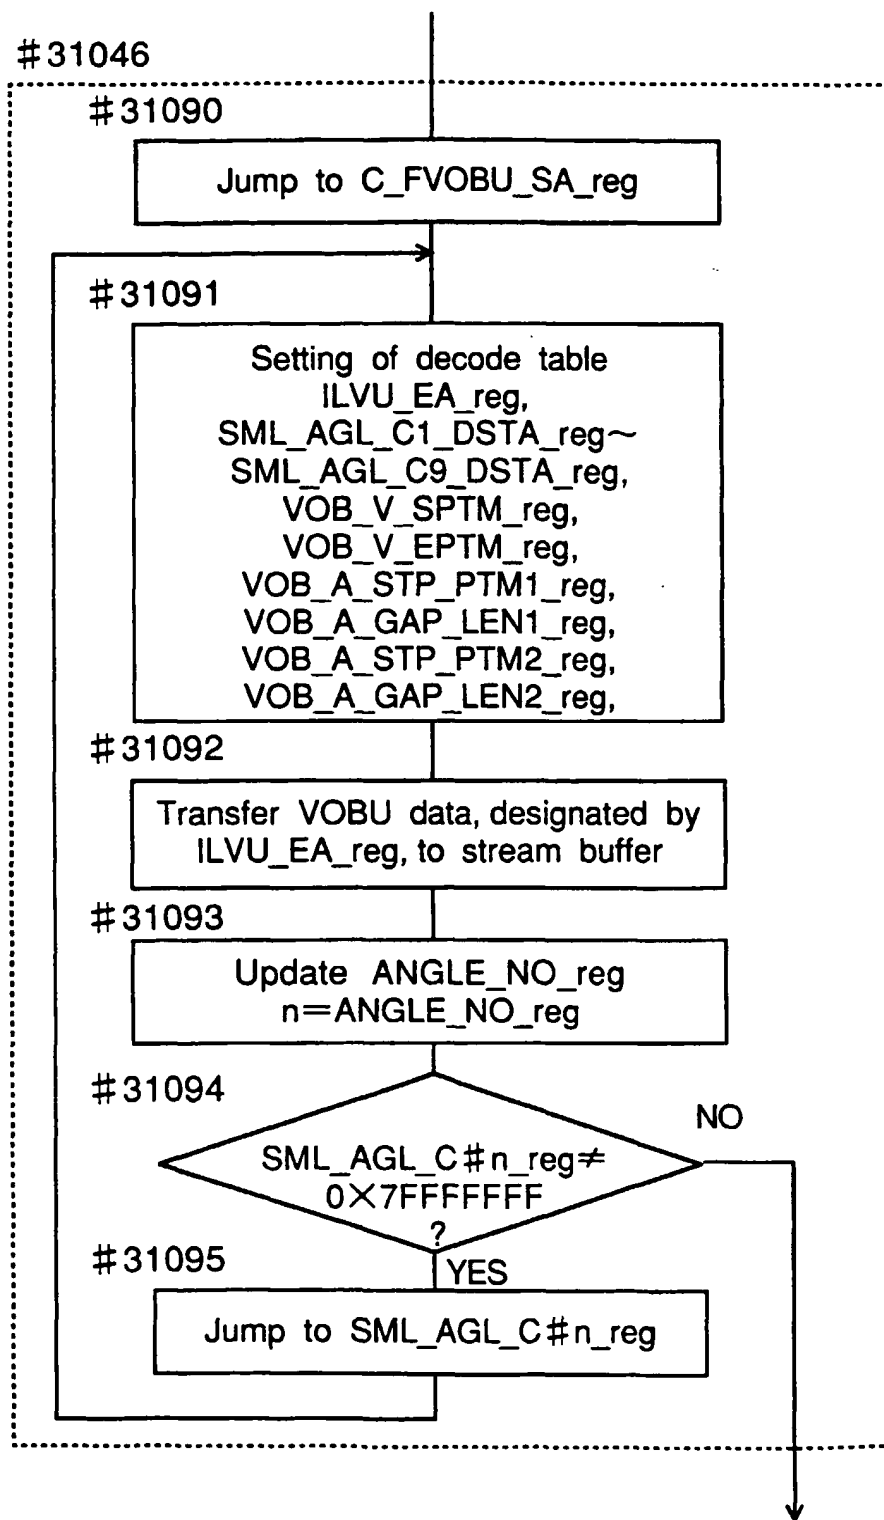 #31046
#31090
Jump to C_FVOBU_SA_reg
#31091
Setting of decode table
ILVU_EA_reg,
SML_AGL_C1_DSTA_reg~
SML_AGL_C9_DSTA_reg,
VOB_V_SPTM_reg,
VOB_V_EPTM_reg,
VOB_A_STP_PTM1_reg,
VOB_A_GAP_LEN1_reg,
VOB_A_STP_PTM2_reg,
VOB_A_GAP_LEN2_reg,
#31092
Transfer VOBU data, designated by
ILVU_EA_reg, to stream buffer
#31093
Update ANGLE_NO_reg
n=ANGLE_NO_reg
#31094
NO
SML_AGL_C#n_reg≠
0×7FFFFFFF
?
#31095
YES
Jump to SML_AGL_C#n_reg